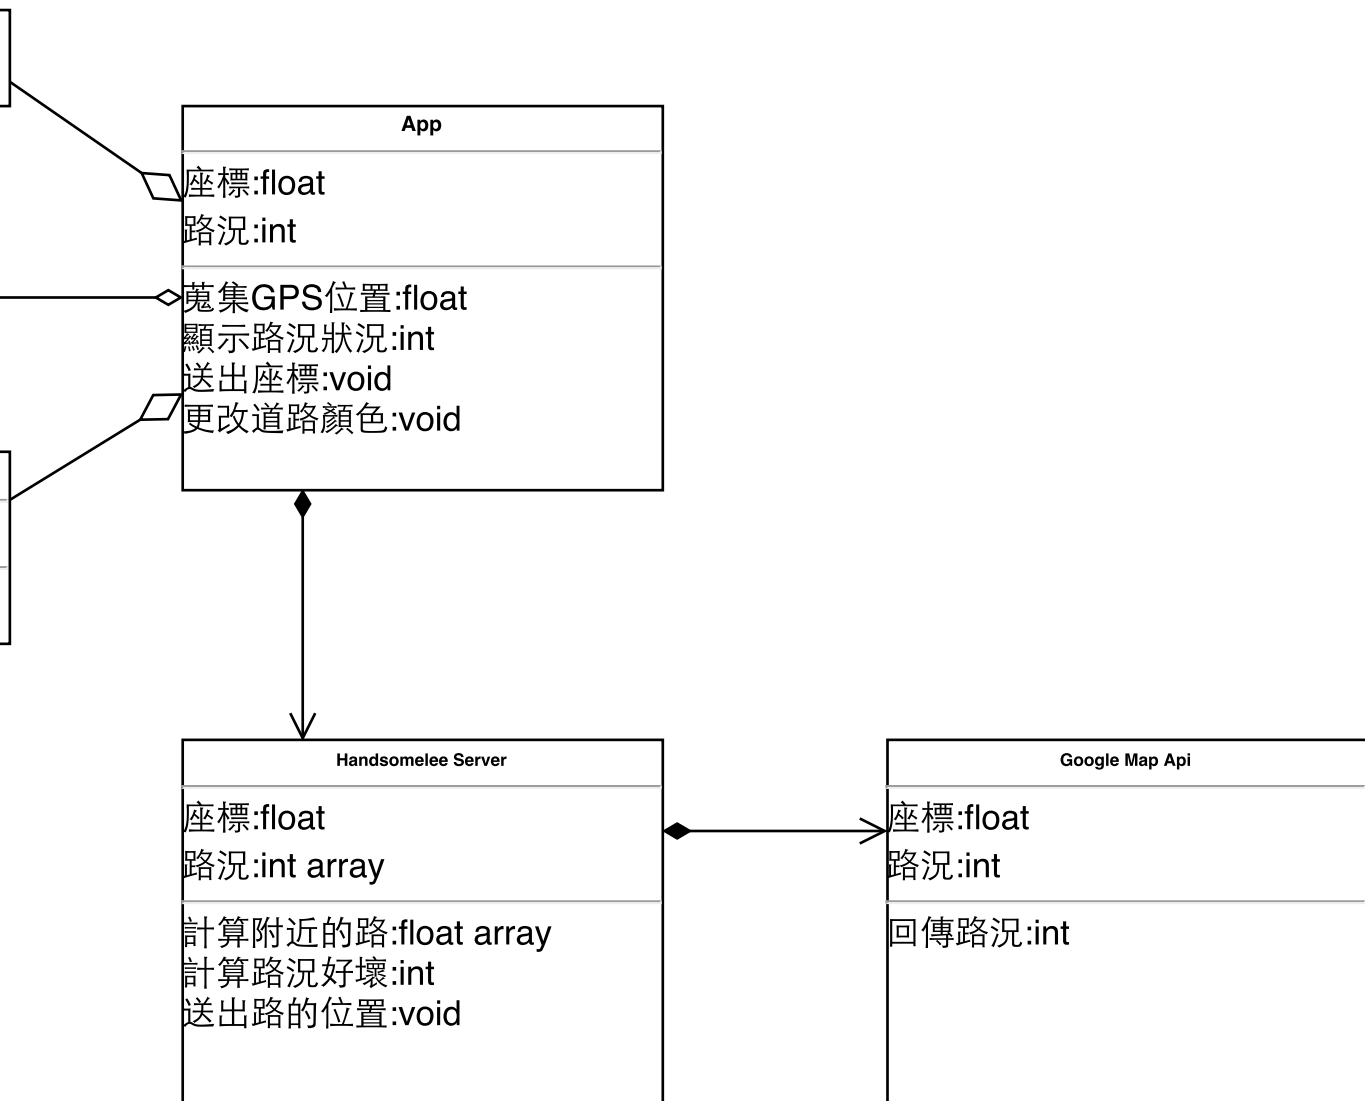 App
座標:float
路況:int
蒐集GPS位置:float
顯示路況狀況:int
送出座標:void
更改道路顏色:void
Handsomelee Server
座標:float
路況:int array
計算附近的路:float array
計算路況好壞:int
送出路的位置:void
Google Map Api
座標:float
路況:int
回傳路況:int